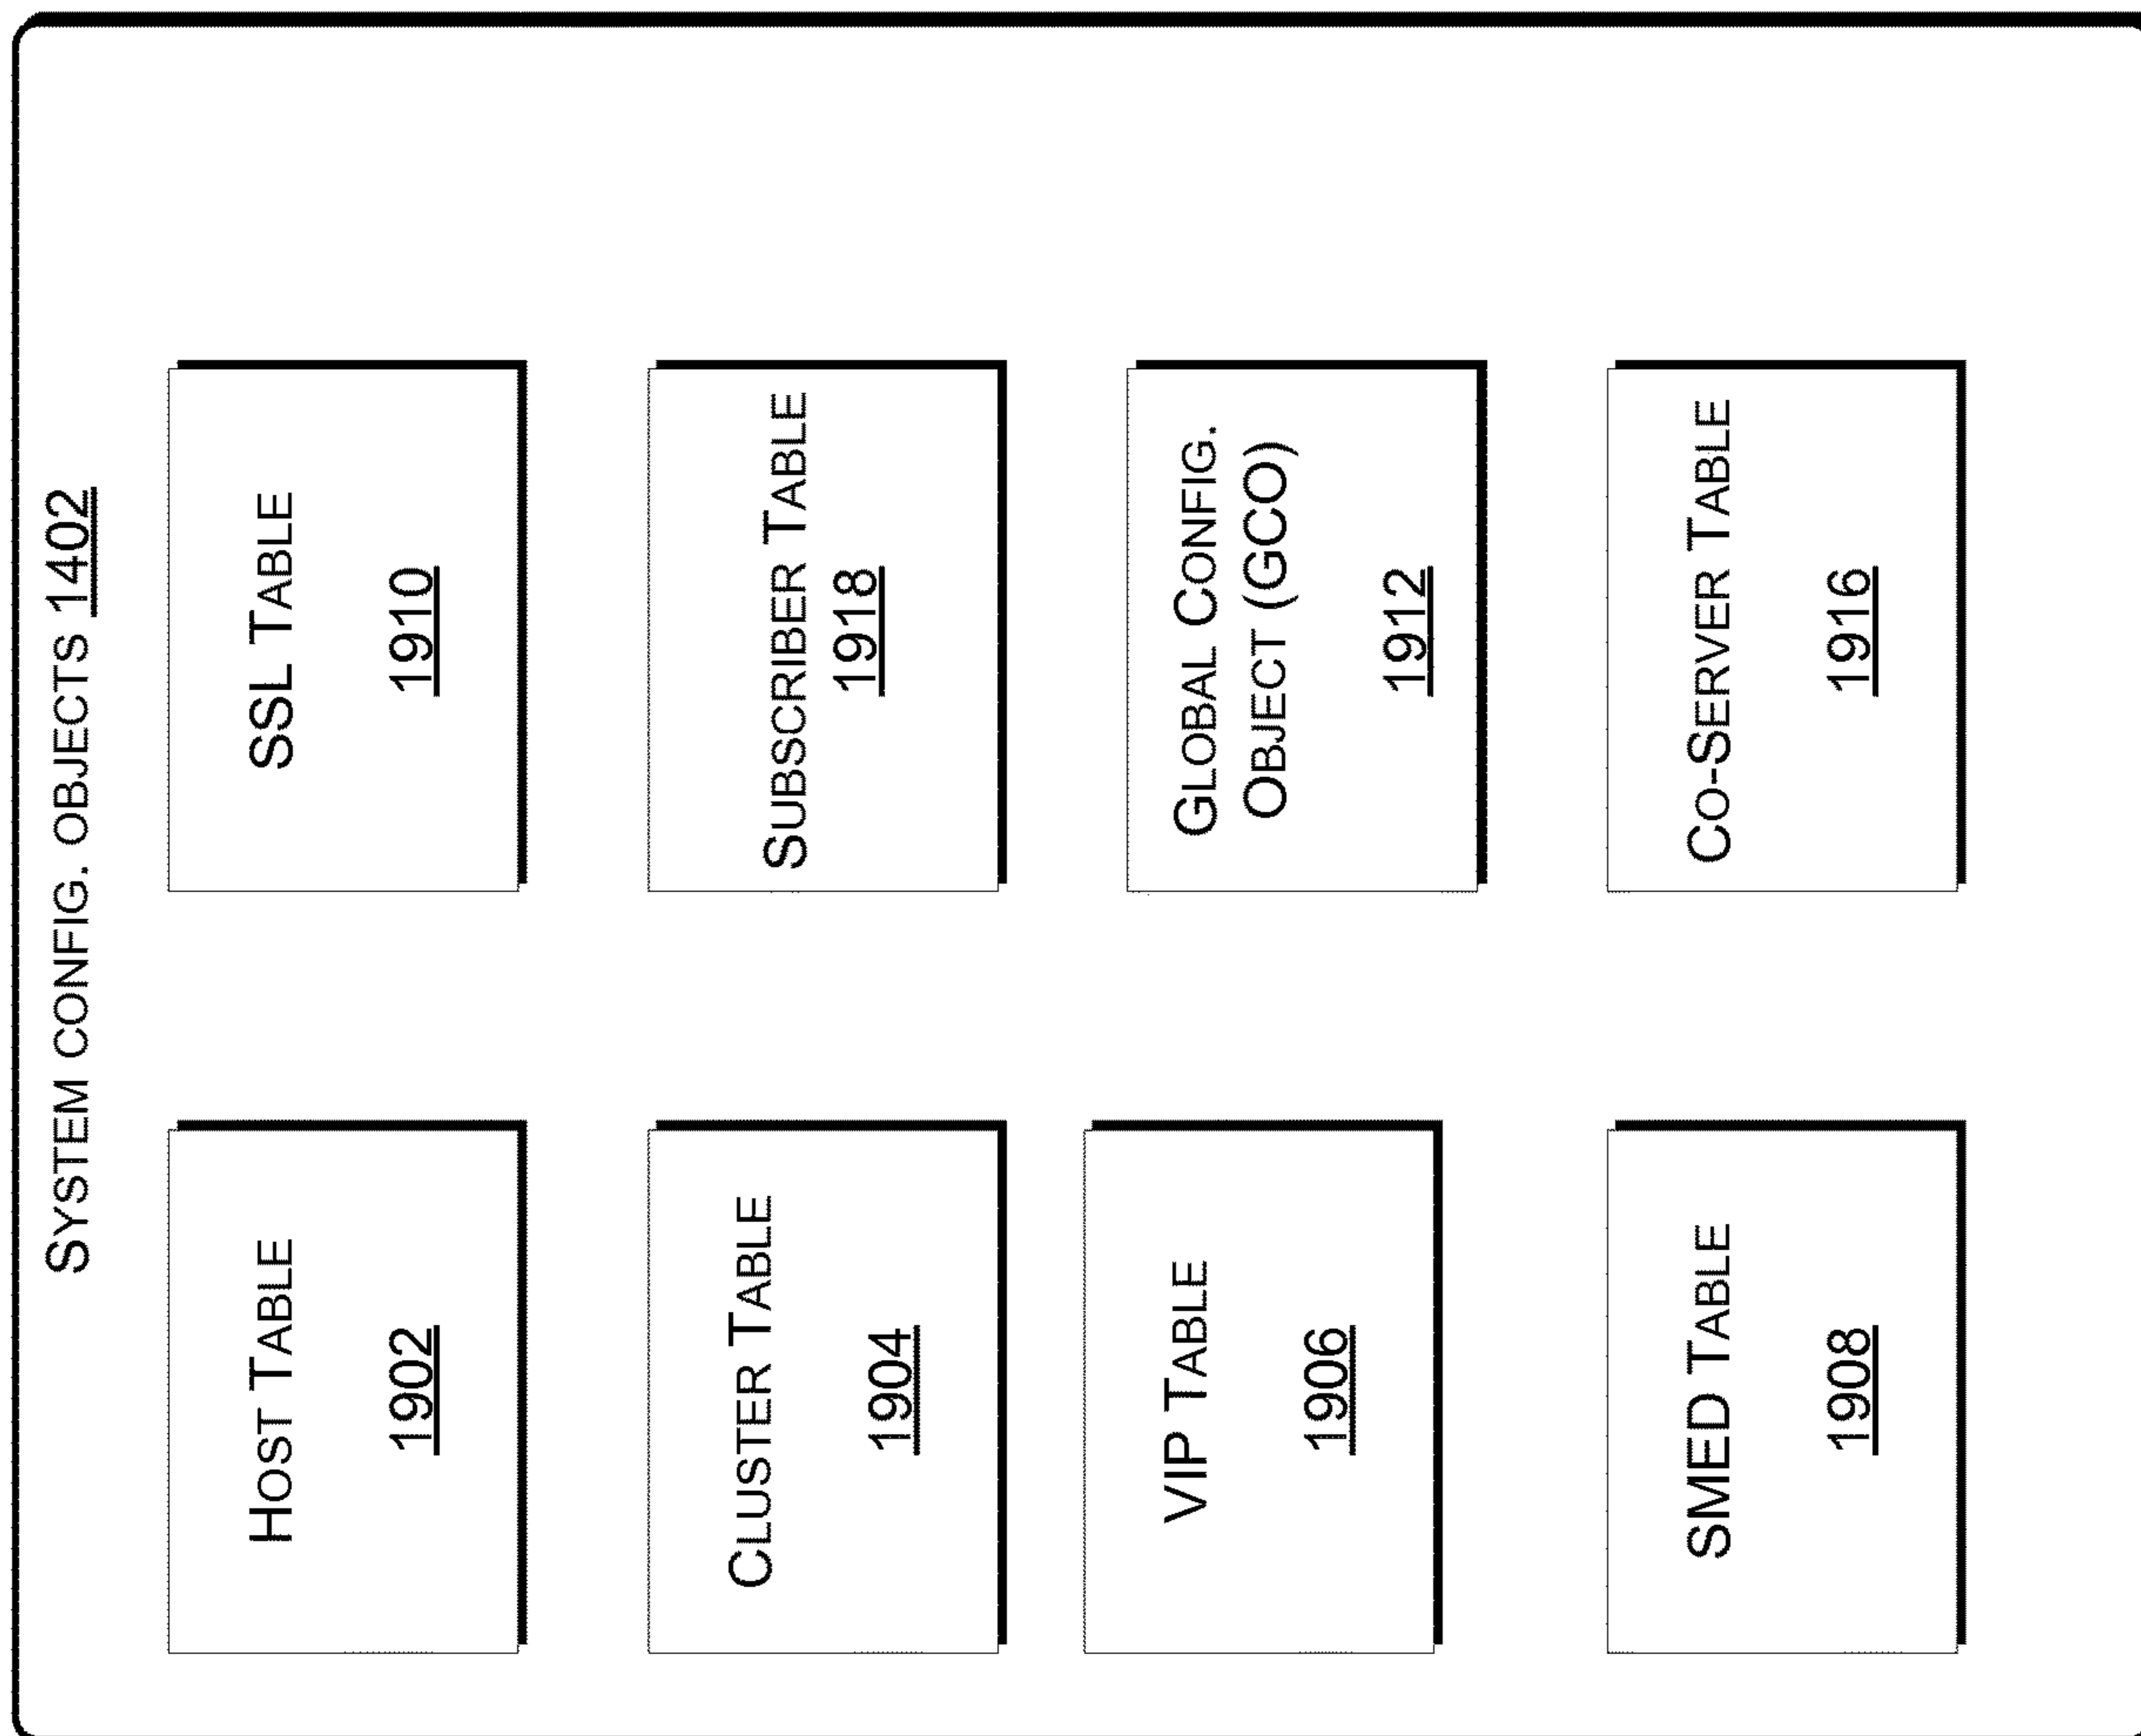 SYSTEM CONFIG. OBJECTS 1402
HOST TABLE
1902
SSL TABLE
1910
CLUSTER TABLE
1904
SUBSCRIBER TABLE
1918
VIP TABLE
1906
GLOBAL CONFIG.
OBJECT (GCO)
1912
SMED TABLE
1908
CO-SERVER TABLE
1916